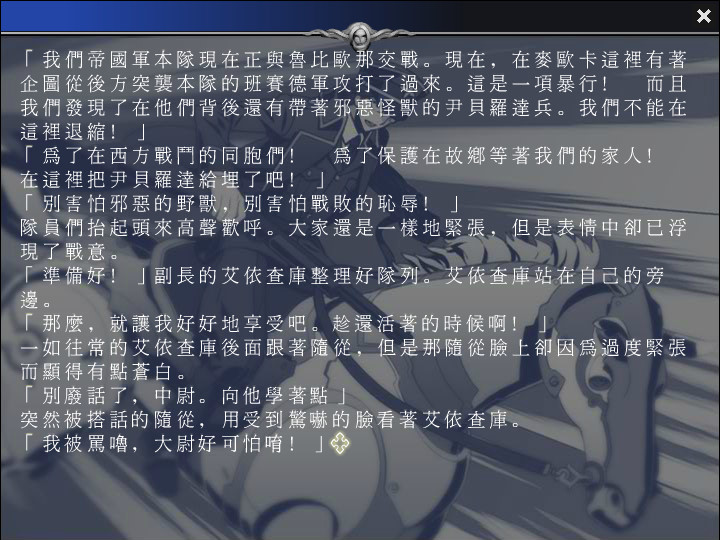 「 我們帝國軍本隊現在正與魯比歐那交戰。現在，在麥歐卡這裡有著
企圖從後方突襲本隊的班賽德軍攻打了過來。這是一項暴行！　而且
我們發現了在他們背後還有帶著邪惡怪獸的尹貝羅達兵。我們不能在
這裡退縮！ 」
「 為了在西方戰鬥的同胞們！　 為了保護在故鄉等著我們的家人！
在這裡把尹貝羅達給埋了吧！ 」
「 別害怕邪惡的野獸，別害怕戰敗的恥辱！ 」
隊員們抬起頭來高聲歡呼。大家還是一樣地緊張，但是表情中卻已浮
現了戰意。
「 準備好！ 」副長的艾依查庫整理好隊列。艾依查庫站在自己的旁
邊。
「 那麼，就讓我好好地享受吧。趁還活著的時候啊！ 」
一如往常的艾依查庫後面跟著隨從，但是那隨從臉上卻因為過度緊張
而顯得有點蒼白。
「 別廢話了，中尉。向他學著點 」
突然被搭話的隨從，用受到驚嚇的臉看著艾依查庫。
「 我被罵嚕，大尉好可怕唷！ 」